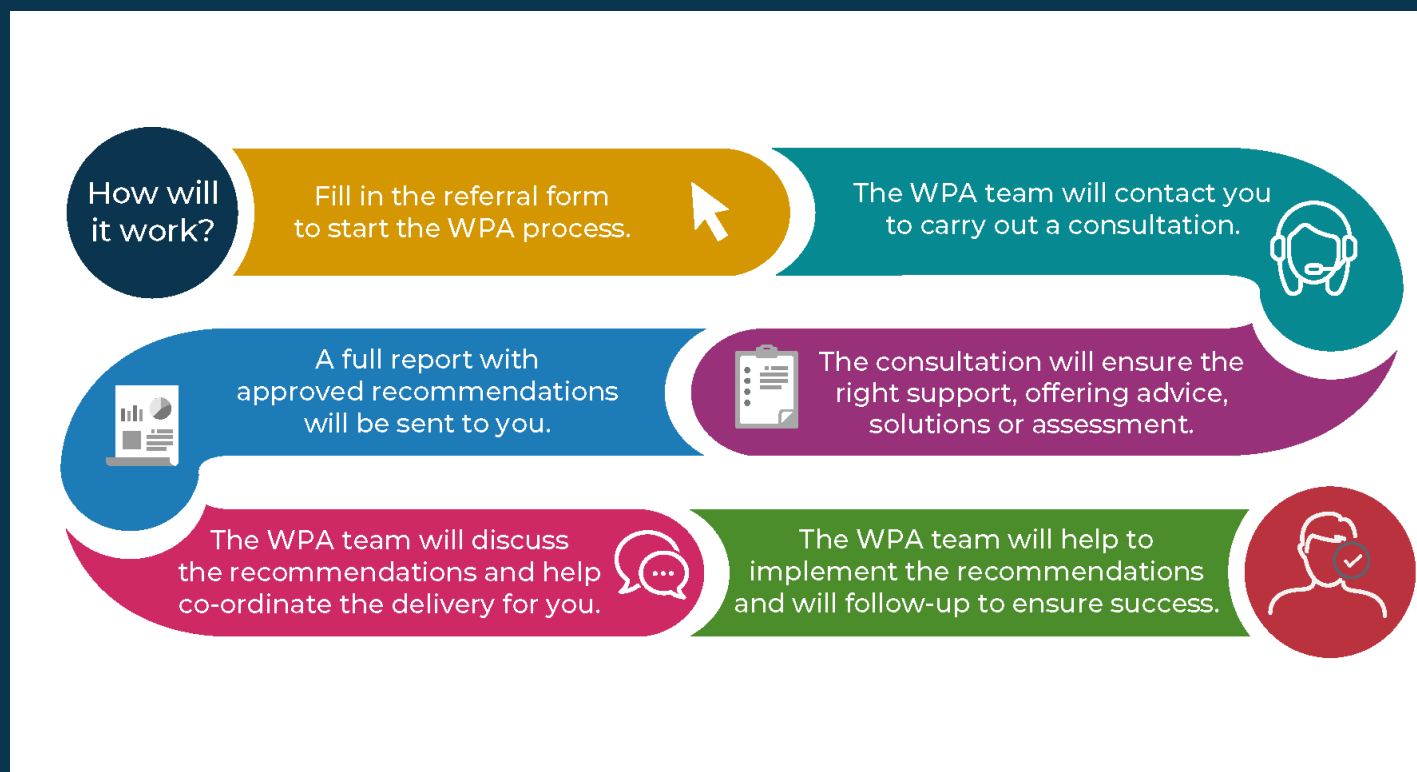 How will
it work?
Fill in the referral form
to start the WPA process.
The WPA team will contact you
to carry out a consultation.
The consultation will ensure the
right support, offering advice,
solutions or assessment.
A full report with
approved recommendations
will be sent to you.
The WPA team will discuss
the recommendations and help
co-ordinate the delivery for you.
The WPA team will help to
implement the recommendations
and will follow-up to ensure success.